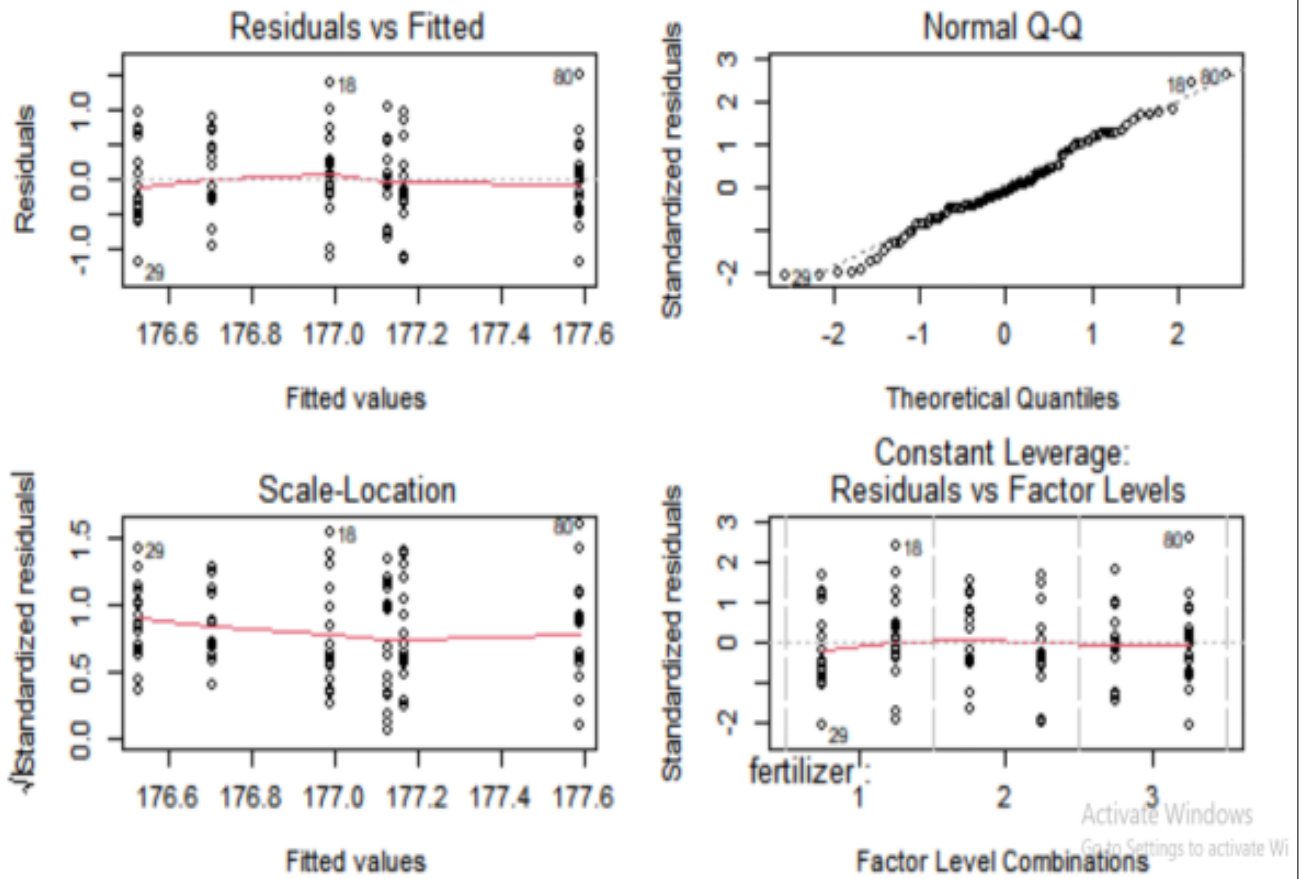 Residuals vs Fitted
Residuals
1.0
0.0
-1.0
18
80
29
176.6 176.8 177.0 177.2 177.4 177.6
Fitted values
Normal Q-Q
Standardized residuals
3
2
1
0
-2
18 80
29
-2 -1 0 1 2
Theoretical Quantiles
Scale-Location
√|Standardized residuals|
1.5
1.0
0.5
0.0
29
18
80
176.6 176.8 177.0 177.2 177.4 177.6
Fitted values
Constant Leverage:
Residuals vs Factor Levels
Standardized residuals
3
2
1
0
-2
18
80
29
fertilizer :
1 2 3
Factor Level Combinations
Activate Windows
Go to Settings to activate Wi